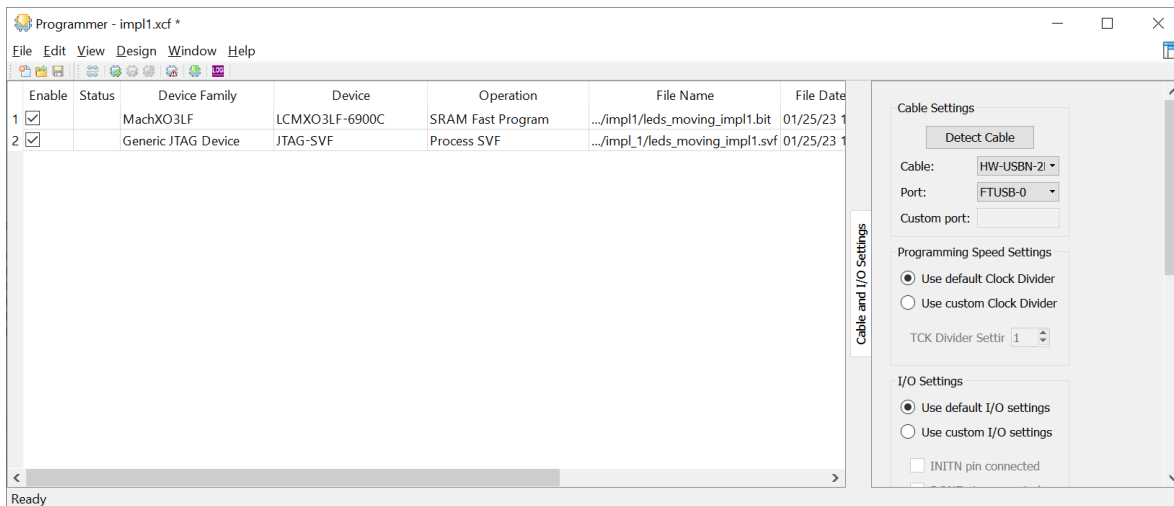 Programmer - impl1.xcf *
File Edit View Design Window Help
LOG
Enable Status Device Family Device Operation File Name File Date
1 MachXO3LF LCMXO3LF-6900C SRAM Fast Program .../impl1/leds_moving_impl1.bit 01/25/23 1
2 Generic JTAG Device JTAG-SVF Process SVF .../impl_1/leds_moving_impl1.svf 01/25/23 1
Cable and I/O Settings
Cable Settings
Detect Cable
Cable: HW-USBN-2
Port: FTUSB-0
Custom port:
Programming Speed Settings
Use default Clock Divider
Use custom Clock Divider
TCK Divider Settir 1
I/O Settings
Use default I/O settings
Use custom I/O settings
INITN pin connected
Ready